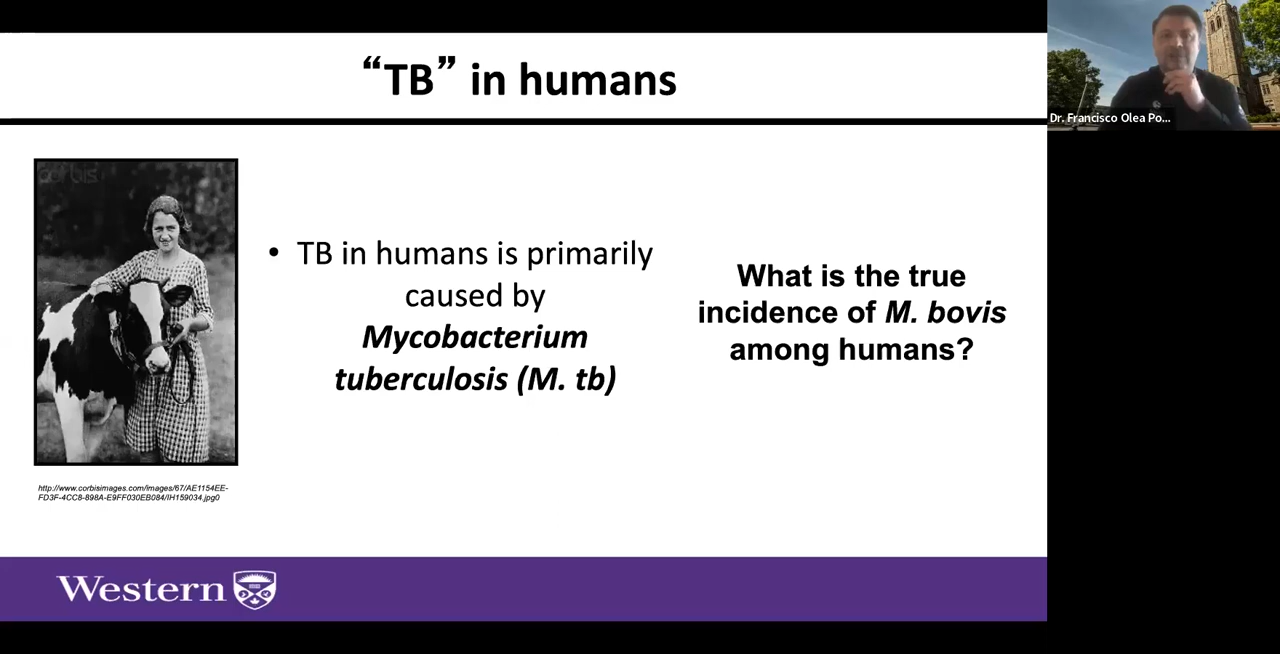 “TB” in humans
Dr. Francisco Olea Po...
corbis
• TB in humans is primarily
caused by
Mycobacterium
tuberculosis (M. tb)
What is the true
incidence of M. bovis
among humans?
http://www.corbisimages.com/images/67/AE1154EE-
FD3F-4CC8-898A-E9FF030EB084/IH159034.jpg0
Western